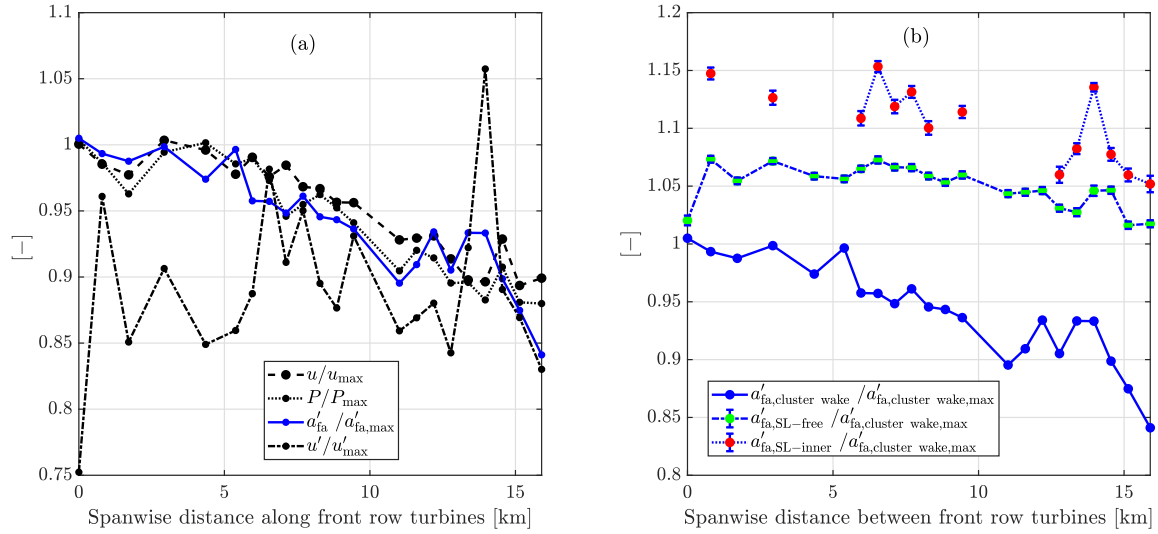 (a)
1.1
1.05
1
0.95
0.9
0.85
0.8
0.75
[−]
u/u_max
P/P_max
a′_fa /a′_fa,max
u′/u′_max
0 5 10 15
Spanwise distance along front row turbines [km]
(b)
1.2
1.15
1.1
1.05
1
0.95
0.9
0.85
0.8
[−]
a′_fa,cluster wake /a′_fa,cluster wake,max
a′_fa,SL−free /a′_fa,cluster wake,max
a′_fa,SL−inner /a′_fa,cluster wake,max
0 5 10 15
Spanwise distance between front row turbines [km]